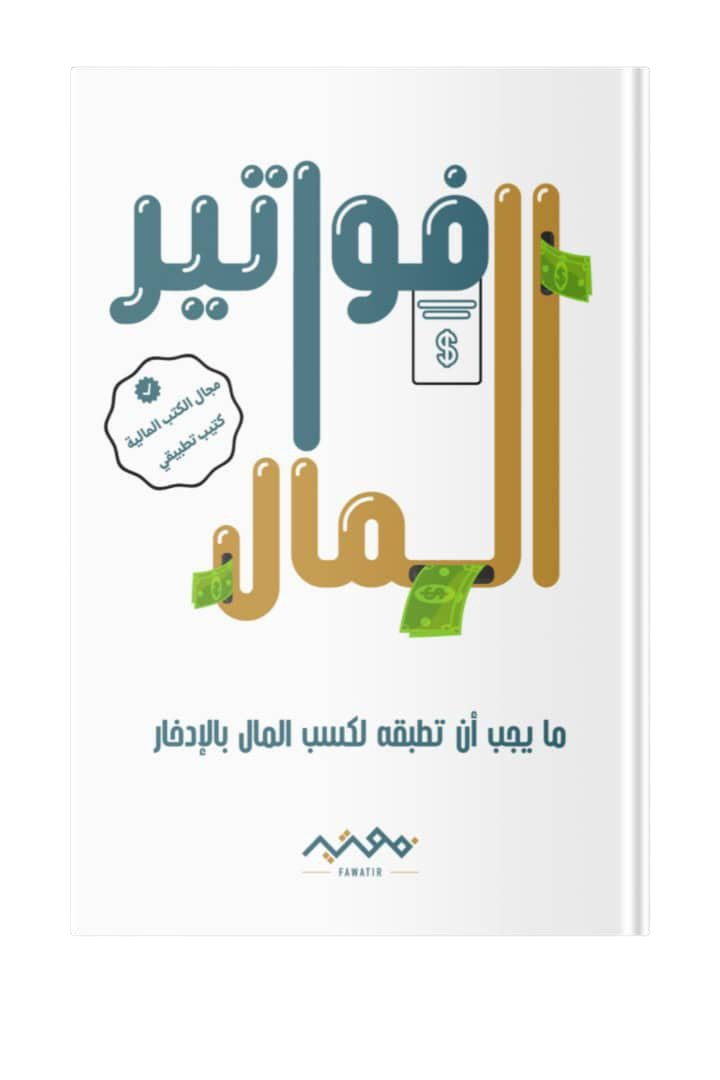 فواتير
المال
مجال الكتب المالية
كتيب تطبيقي
ما يجب أن تطبقه لكسب المال بالإدخار
FAWATIR